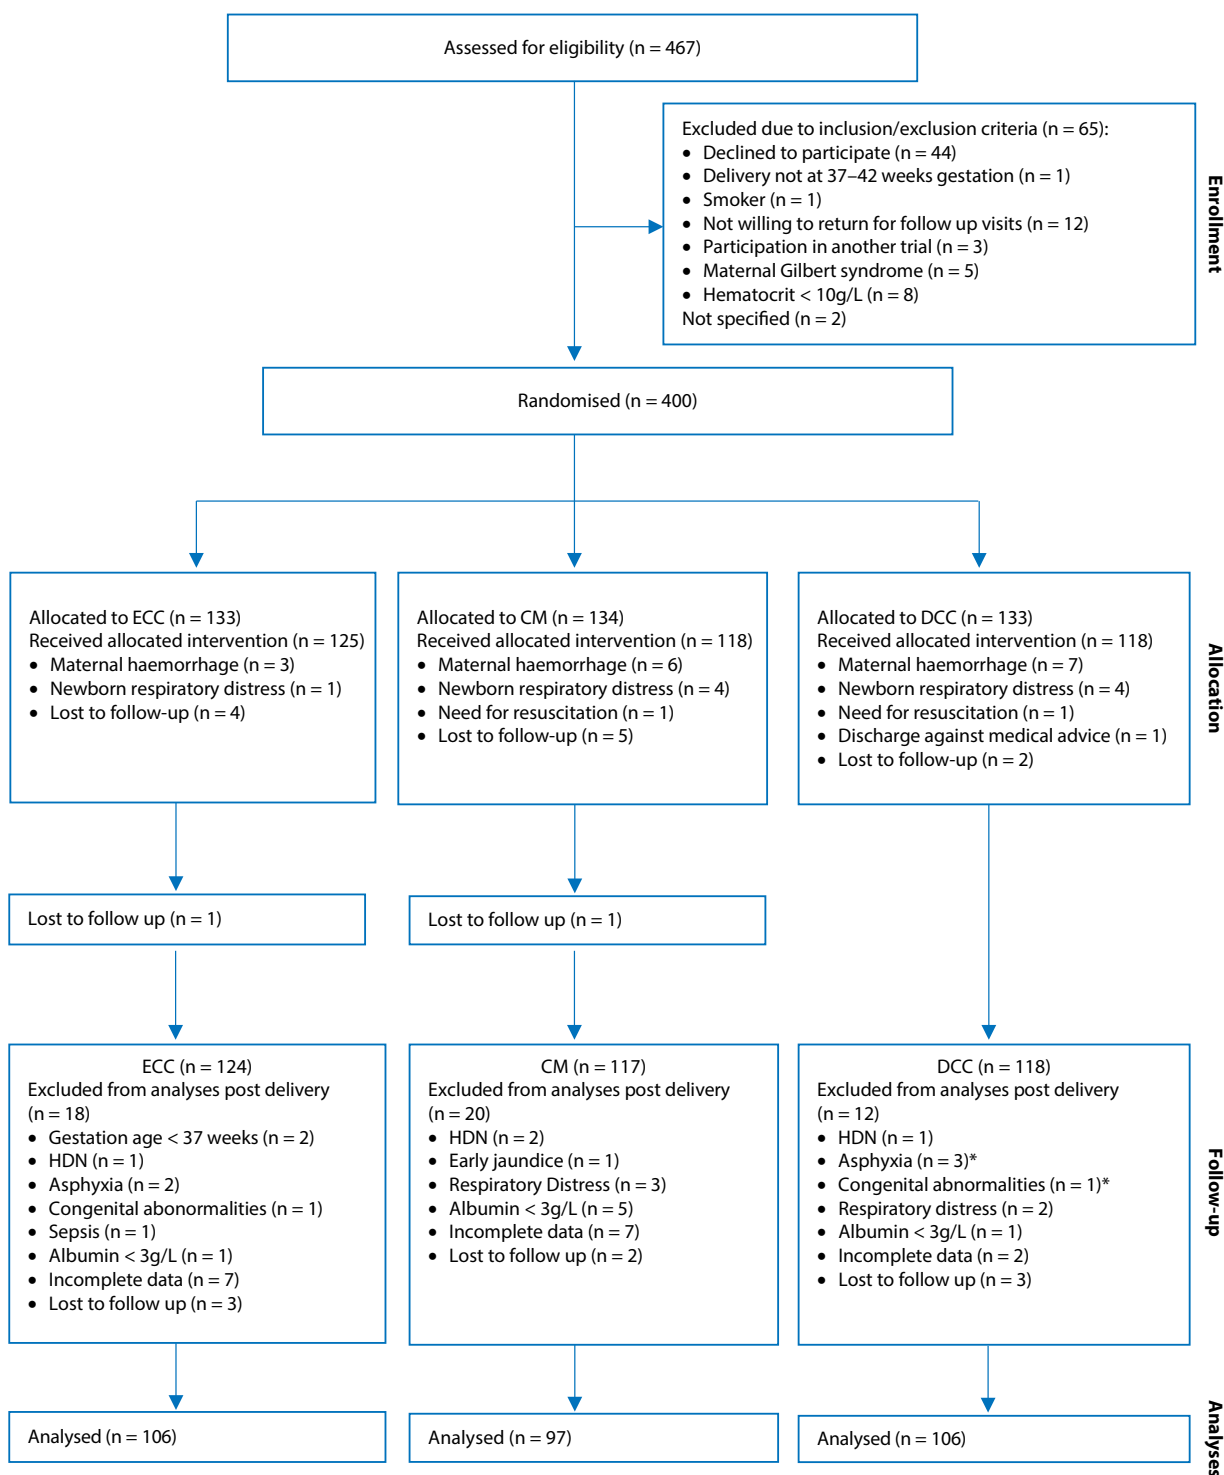 Assessed for eligibility (n = 467)
Excluded due to inclusion/exclusion criteria (n = 65):
• Declined to participate (n = 44)
• Delivery not at 37–42 weeks gestation (n = 1)
• Smoker (n = 1)
• Not willing to return for follow up visits (n = 12)
• Participation in another trial (n = 3)
• Maternal Gilbert syndrome (n = 5)
• Hematocrit < 10g/L (n = 8)
Not specified (n = 2)
Enrollment
Randomised (n = 400)
Allocated to ECC (n = 133)
Received allocated intervention (n = 125)
• Maternal haemorrhage (n = 3)
• Newborn respiratory distress (n = 1)
• Lost to follow-up (n = 4)
Allocated to CM (n = 134)
Received allocated intervention (n = 118)
• Maternal haemorrhage (n = 6)
• Newborn respiratory distress (n = 4)
• Need for resuscitation (n = 1)
• Lost to follow-up (n = 5)
Allocated to DCC (n = 133)
Received allocated intervention (n = 118)
• Maternal haemorrhage (n = 7)
• Newborn respiratory distress (n = 4)
• Need for resuscitation (n = 1)
• Discharge against medical advice (n = 1)
• Lost to follow-up (n = 2)
Allocation
Lost to follow up (n = 1)
Lost to follow up (n = 1)
ECC (n = 124)
Excluded from analyses post delivery
(n = 18)
• Gestation age < 37 weeks (n = 2)
• HDN (n = 1)
• Asphyxia (n = 2)
• Congenital abonormalities (n = 1)
• Sepsis (n = 1)
• Albumin < 3g/L (n = 1)
• Incomplete data (n = 7)
• Lost to follow up (n = 3)
CM (n = 117)
Excluded from analyses post delivery
(n = 20)
• HDN (n = 2)
• Early jaundice (n = 1)
• Respiratory Distress (n = 3)
• Albumin < 3g/L (n = 5)
• Incomplete data (n = 7)
• Lost to follow up (n = 2)
DCC (n = 118)
Excluded from analyses post delivery
(n = 12)
• HDN (n = 1)
• Asphyxia (n = 3)*
• Congenital abnormalities (n = 1)*
• Respiratory distress (n = 2)
• Albumin < 3g/L (n = 1)
• Incomplete data (n = 2)
• Lost to follow up (n = 3)
Follow-up
Analysed (n = 106)
Analysed (n = 97)
Analysed (n = 106)
Analyses